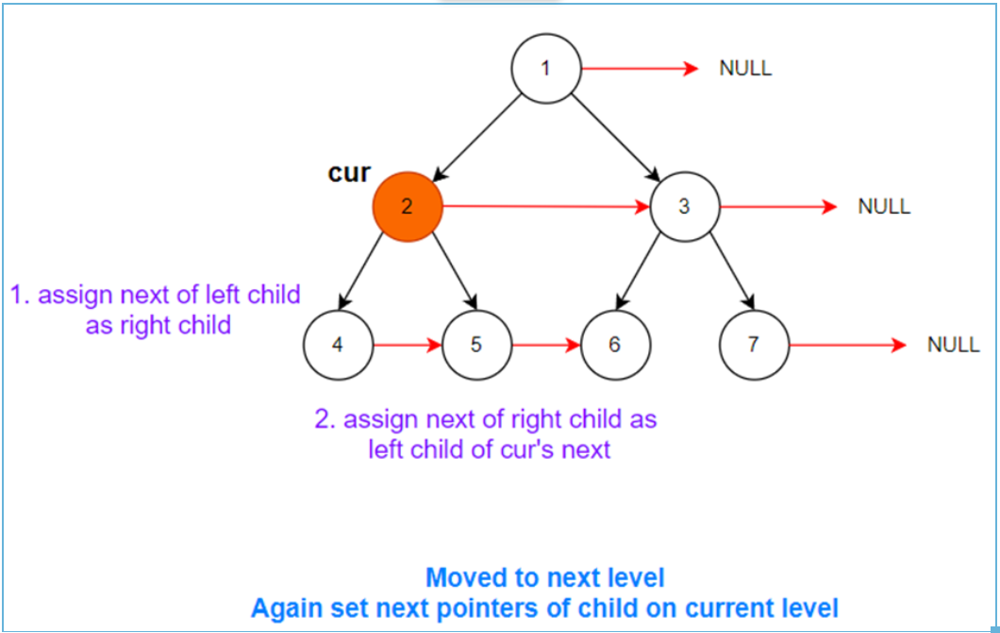 1 NULL
cur
2 3 NULL
1. assign next of left child
as right child
4 5 6 7 NULL
2. assign next of right child as
left child of cur's next
Moved to next level
Again set next pointers of child on current level